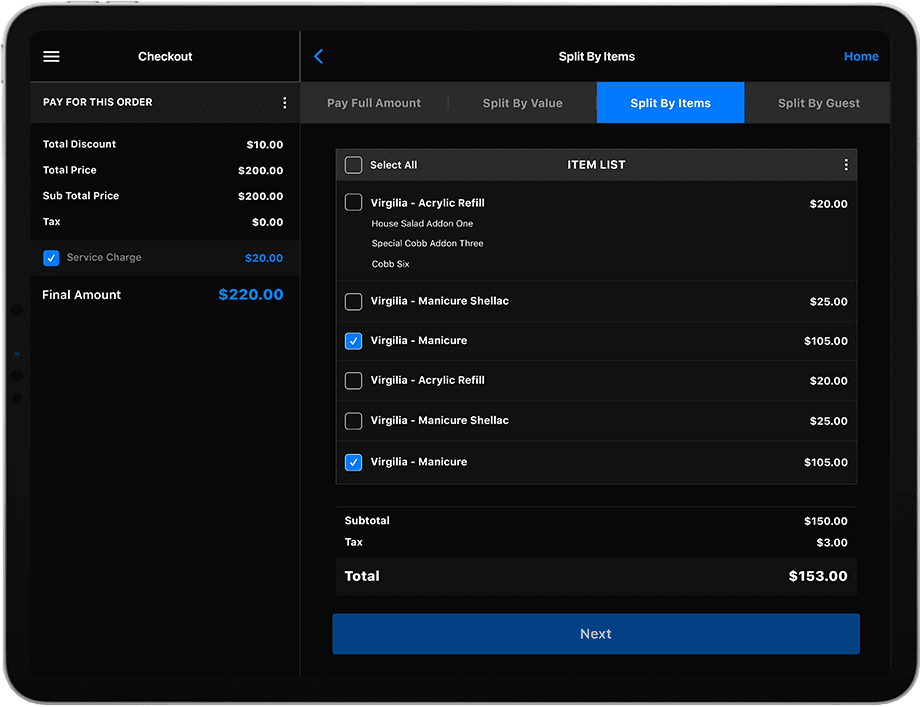 Checkout
PAY FOR THIS ORDER
Total Discount $10.00
Total Price $200.00
Sub Total Price $200.00
Tax $0.00
Service Charge $20.00
Final Amount $220.00
Split By Items Home
Pay Full Amount Split By Value Split By Items Split By Guest
Select All ITEM LIST
Virgilia - Acrylic Refill $20.00
House Salad Addon One
Special Cobb Addon Three
Cobb Six
Virgilia - Manicure Shellac $25.00
Virgilia - Manicure $105.00
Virgilia - Acrylic Refill $20.00
Virgilia - Manicure Shellac $25.00
Virgilia - Manicure $105.00
Subtotal $150.00
Tax $3.00
Total $153.00
Next